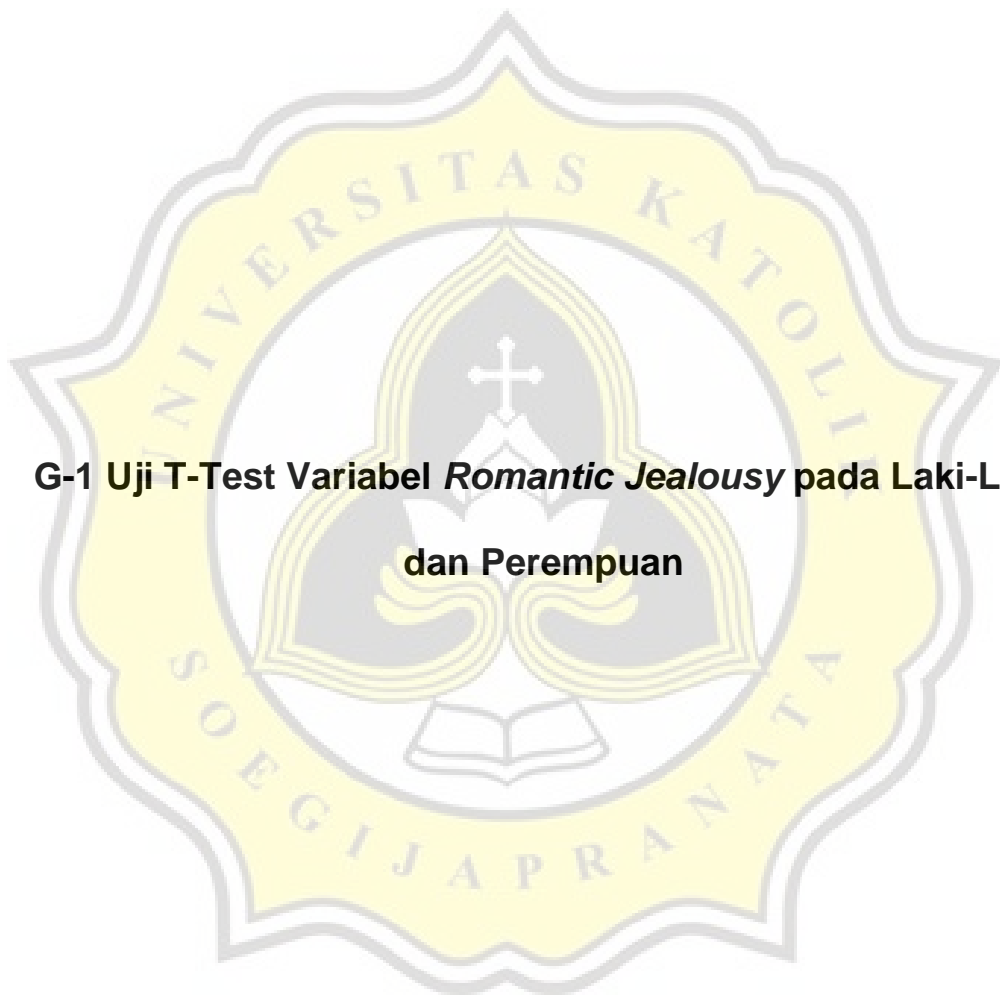 UNIVERSITAS KATOLIK
G-1 Uji T-Test Variabel Romantic Jealousy pada Laki-L
dan Perempuan
SOEGIJAPRANATA